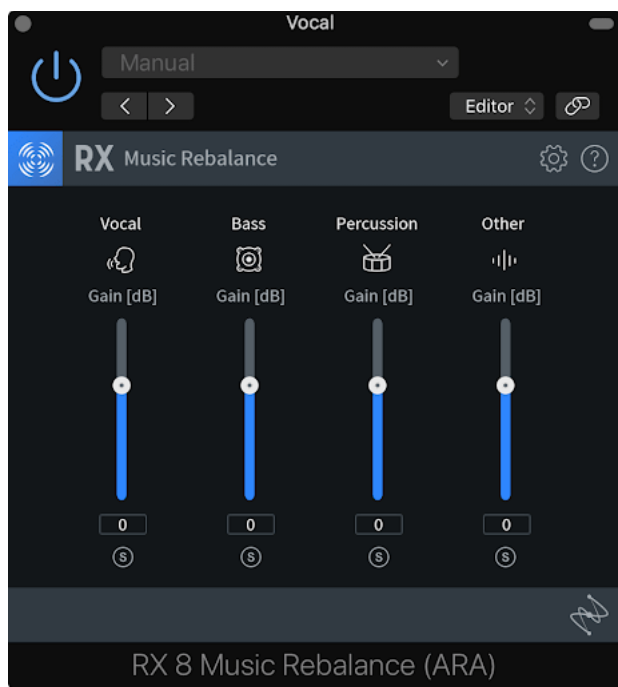 Vocal
Manual
Editor
RX Music Rebalance ?
Vocal Bass Percussion Other
Gain [dB] Gain [dB] Gain [dB] Gain [dB]
0 0 0 0
S S S S
RX 8 Music Rebalance (ARA)